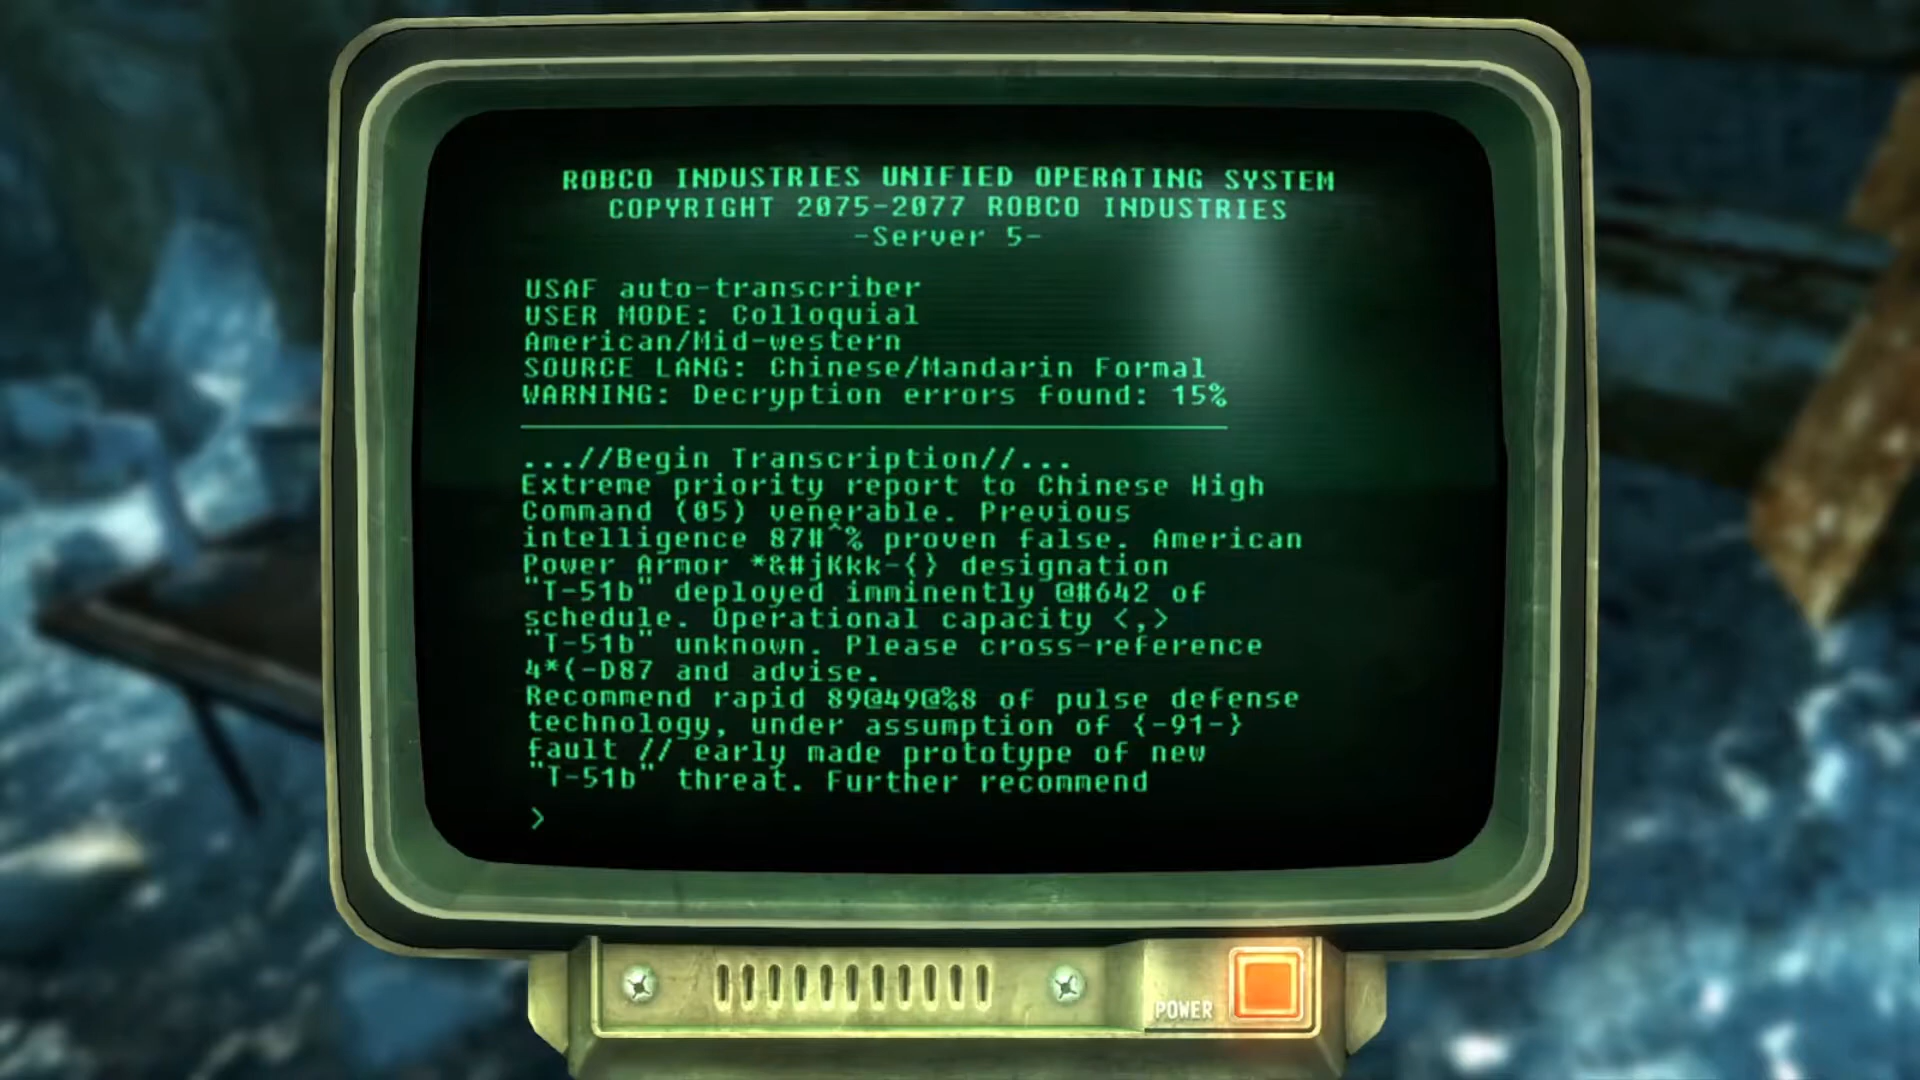 ROBCO INDUSTRIES UNIFIED OPERATING SYSTEM
COPYRIGHT 2075-2077 ROBCO INDUSTRIES
-Server 5-
USAF auto-transcriber
USER MODE: Colloquial
American/Mid-western
SOURCE LANG: Chinese/Mandarin Formal
WARNING: Decryption errors found: 15%
...//Begin Transcription//...
Extreme priority report to Chinese High
Command (05) venerable. Previous
intelligence 87#^% proven false. American
Power Armor *&#jKkk-{} designation
"T-51b" deployed imminently @#642 of
schedule. Operational capacity <,>
"T-51b" unknown. Please cross-reference
4*(-D87 and advise.
Recommend rapid 89@49@%8 of pulse defense
technology, under assumption of {-91-}
fault // early made prototype of new
"T-51b" threat. Further recommend
>
POWER